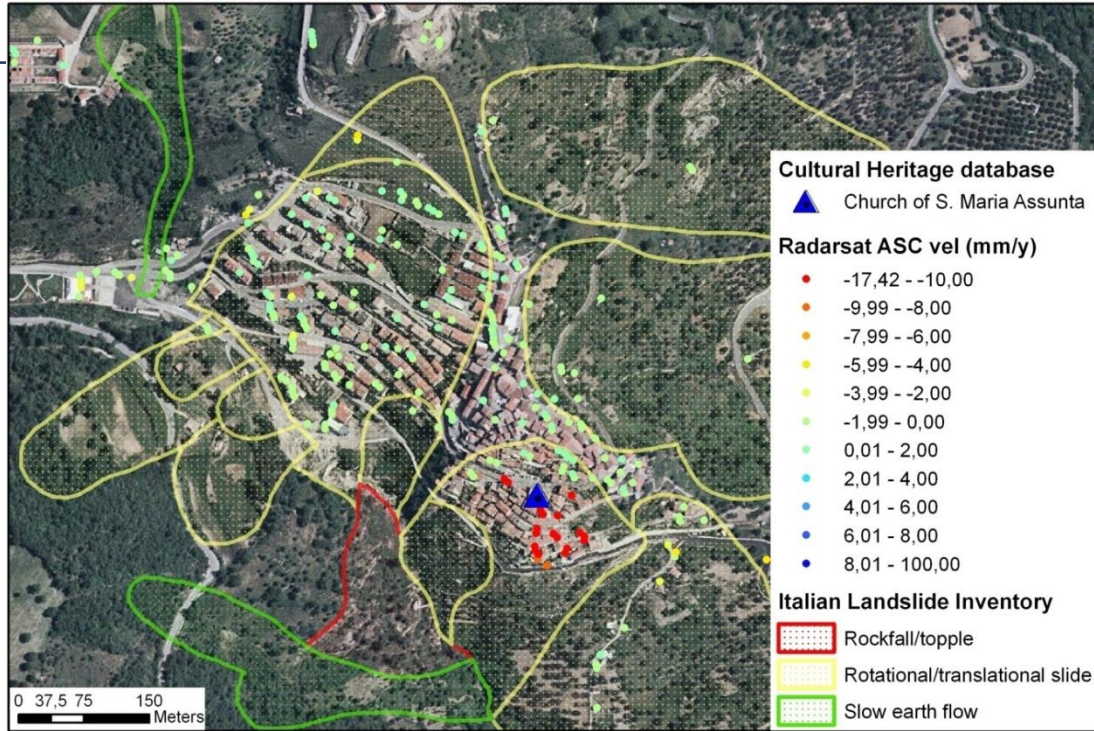 Cultural Heritage database
Church of S. Maria Assunta
Radarsat ASC vel (mm/y)
-17,42 - -10,00
-9,99 - -8,00
-7,99 - -6,00
-5,99 - -4,00
-3,99 - -2,00
-1,99 - 0,00
0,01 - 2,00
2,01 - 4,00
4,01 - 6,00
6,01 - 8,00
8,01 - 100,00
Italian Landslide Inventory
Rockfall/topple
Rotational/translational slide
Slow earth flow
0 37,5 75 150
Meters